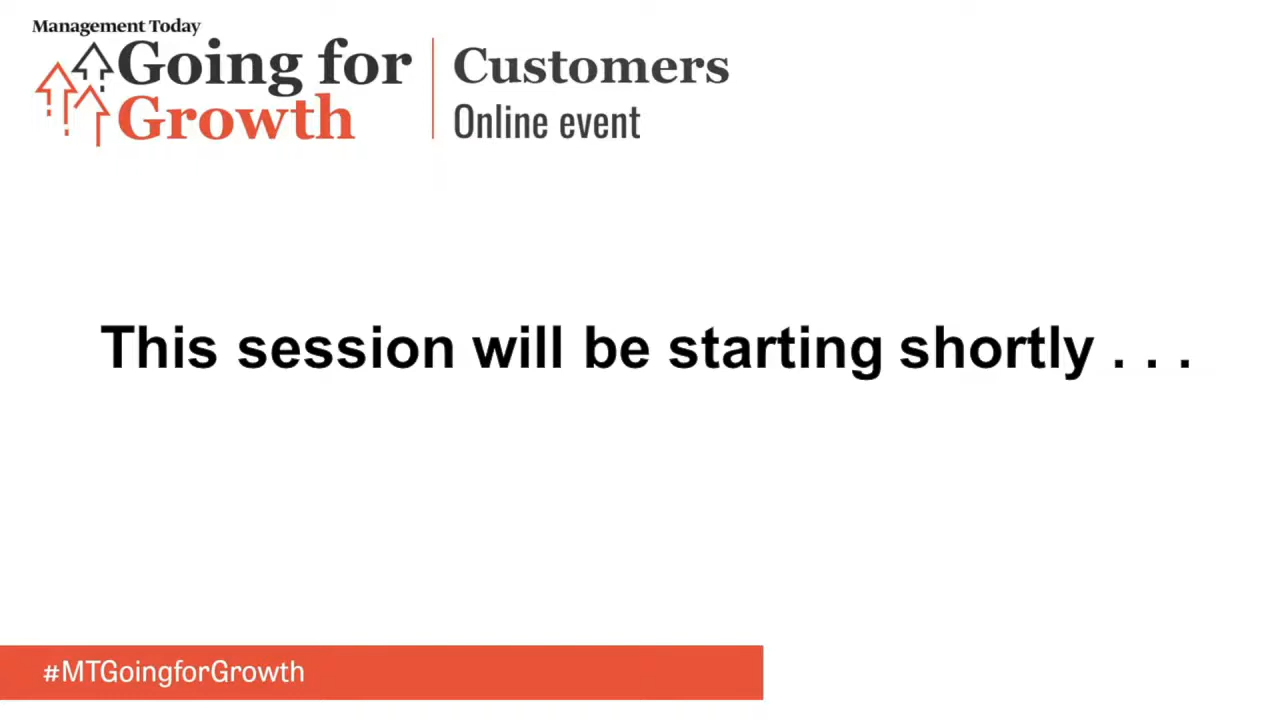 Management Today
Going for
Growth
Customers
Online event
This session will be starting shortly . . .
#MTGoingforGrowth